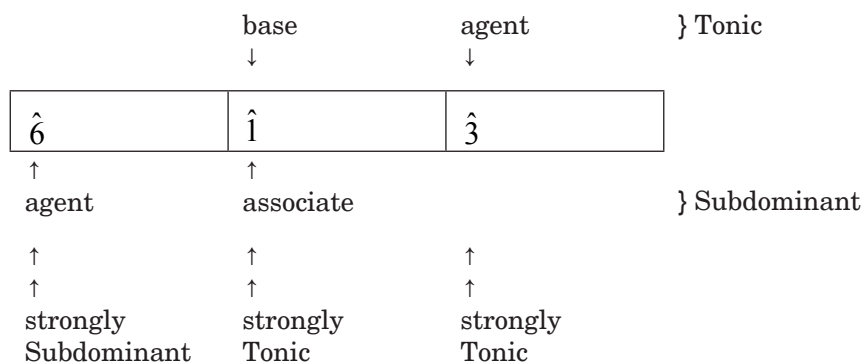 base agent } Tonic
↓ ↓
6̂ 1̂ 3̂
↑ ↑
agent associate } Subdominant
↑ ↑ ↑
↑ ↑ ↑
strongly strongly strongly
Subdominant Tonic Tonic